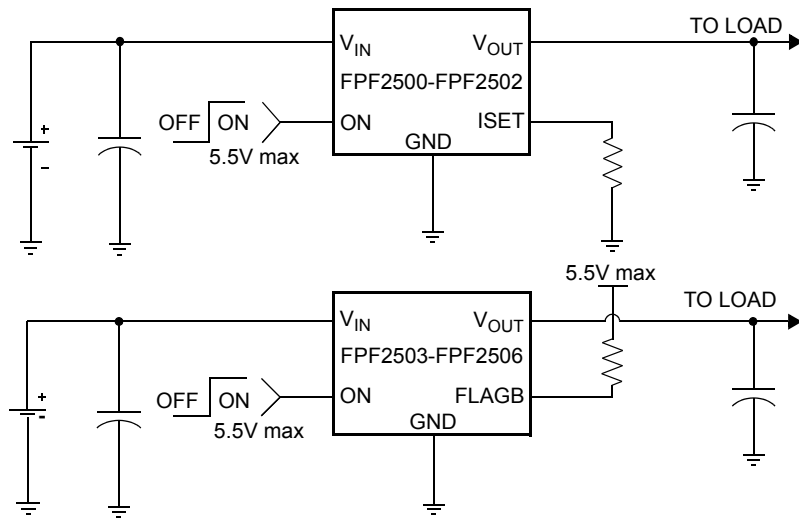 TO LOAD
VIN VOUT
FPF2500-FPF2502
OFF ON ON ISET
5.5V max GND
+
-
5.5V max
TO LOAD
VIN VOUT
FPF2503-FPF2506
OFF ON ON FLAGB
5.5V max GND
+
-